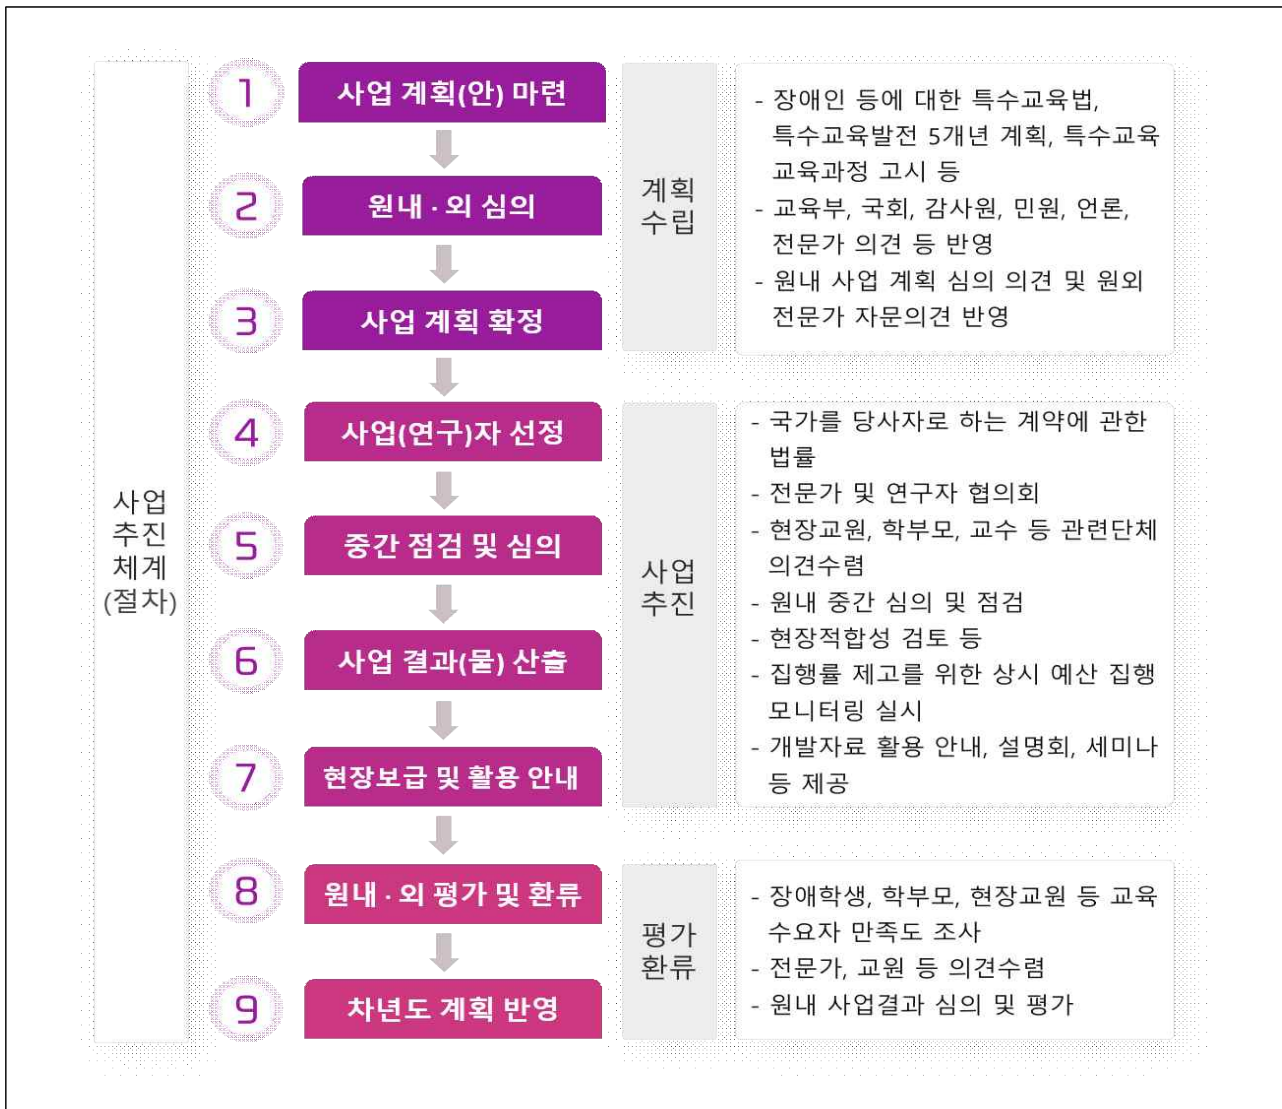 사업
추진
체계
(절차)
1
사업 계획(안) 마련
2
원내 · 외 심의
3
사업 계획 확정
계획
수립
- 장애인 등에 대한 특수교육법,
특수교육발전 5개년 계획, 특수교육
교육과정 고시 등
- 교육부, 국회, 감사원, 민원, 언론,
전문가 의견 등 반영
- 원내 사업 계획 심의 의견 및 원외
전문가 자문의견 반영
4
사업(연구)자 선정
5
중간 점검 및 심의
6
사업 결과(물) 산출
7
현장보급 및 활용 안내
사업
추진
- 국가를 당사자로 하는 계약에 관한
법률
- 전문가 및 연구자 협의회
- 현장교원, 학부모, 교수 등 관련단체
의견수렴
- 원내 중간 심의 및 점검
- 현장적합성 검토 등
- 집행률 제고를 위한 상시 예산 집행
모니터링 실시
- 개발자료 활용 안내, 설명회, 세미나
등 제공
8
원내 · 외 평가 및 환류
9
차년도 계획 반영
평가
환류
- 장애학생, 학부모, 현장교원 등 교육
수요자 만족도 조사
- 전문가, 교원 등 의견수렴
- 원내 사업결과 심의 및 평가